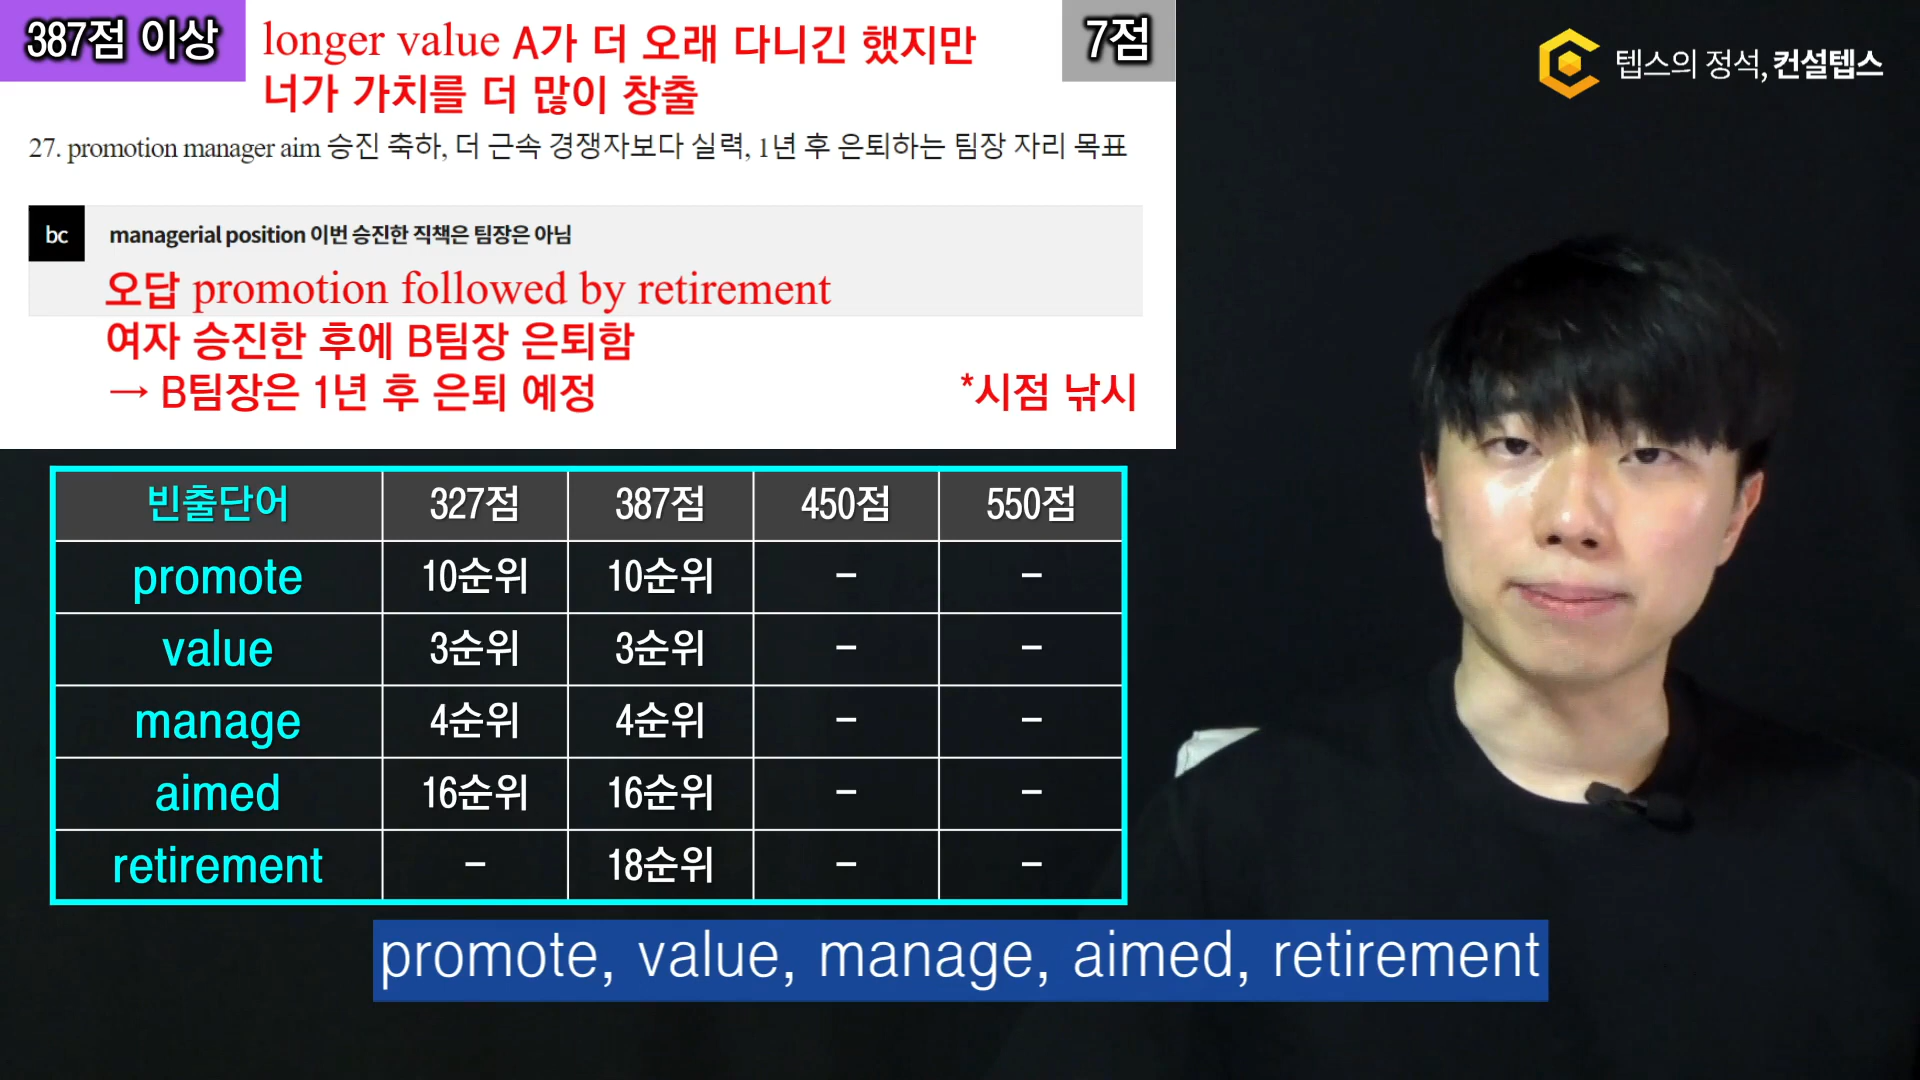 387점 이상
longer value A가 더 오래 다니긴 했지만
너가 가치를 더 많이 창출
7점
텝스의 정석, 컨설텝스
27. promotion manager aim 승진 축하, 더 근속 경쟁자보다 실력, 1년 후 은퇴하는 팀장 자리 목표
bc managerial position 이번 승진한 직책은 팀장은 아님
오답 promotion followed by retirement
여자 승진한 후에 B팀장 은퇴함
→ B팀장은 1년 후 은퇴 예정
*시점 낚시
빈출단어 327점 387점 450점 550점
promote 10순위 10순위 - -
value 3순위 3순위 - -
manage 4순위 4순위 - -
aimed 16순위 16순위 - -
retirement - 18순위 - -
promote, value, manage, aimed, retirement